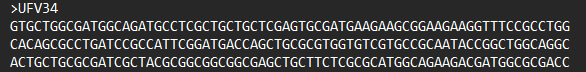 >UFV34
GTGCTGGCGATGGCAGATGCCTCGCTGCTGCTCGAGTGCGATGAAGAAGCGGAAGAAGGTTTCCGCCTGG
CACAGCGCCTGATCCGCCATTCGGATGACCAGCTGCGCGTGGTGTCGTGCCGCAATACCGGCTGGCAGGC
ACTGCTGCGCGATCGCTACGCGGCGGCGGCGAGCTGCTTCTCGCGCATGGCAGAAGACGATGGCGCGACC